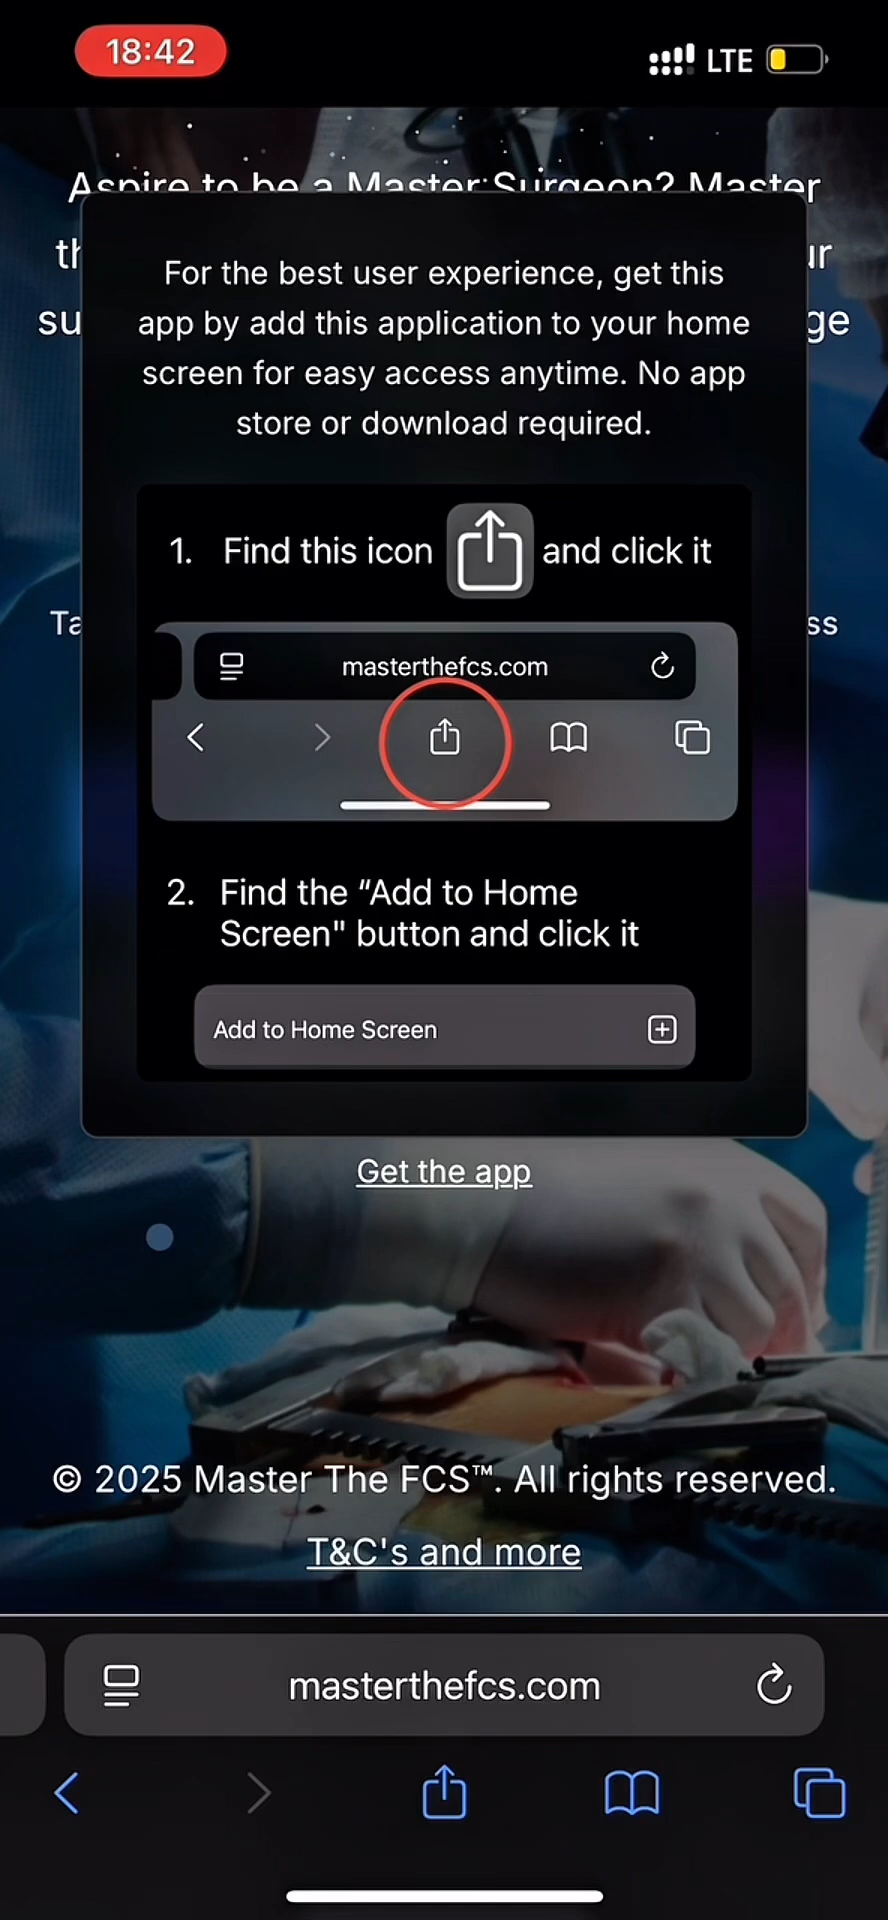 18:42
LTE
Aspire to be a Master Surgeon? Master
For the best user experience, get this
app by add this application to your home
screen for easy access anytime. No app
store or download required.
1. Find this icon and click it
masterthefcs.com
2. Find the “Add to Home
Screen" button and click it
Add to Home Screen
Get the app
© 2025 Master The FCS™. All rights reserved.
T&C's and more
masterthefcs.com